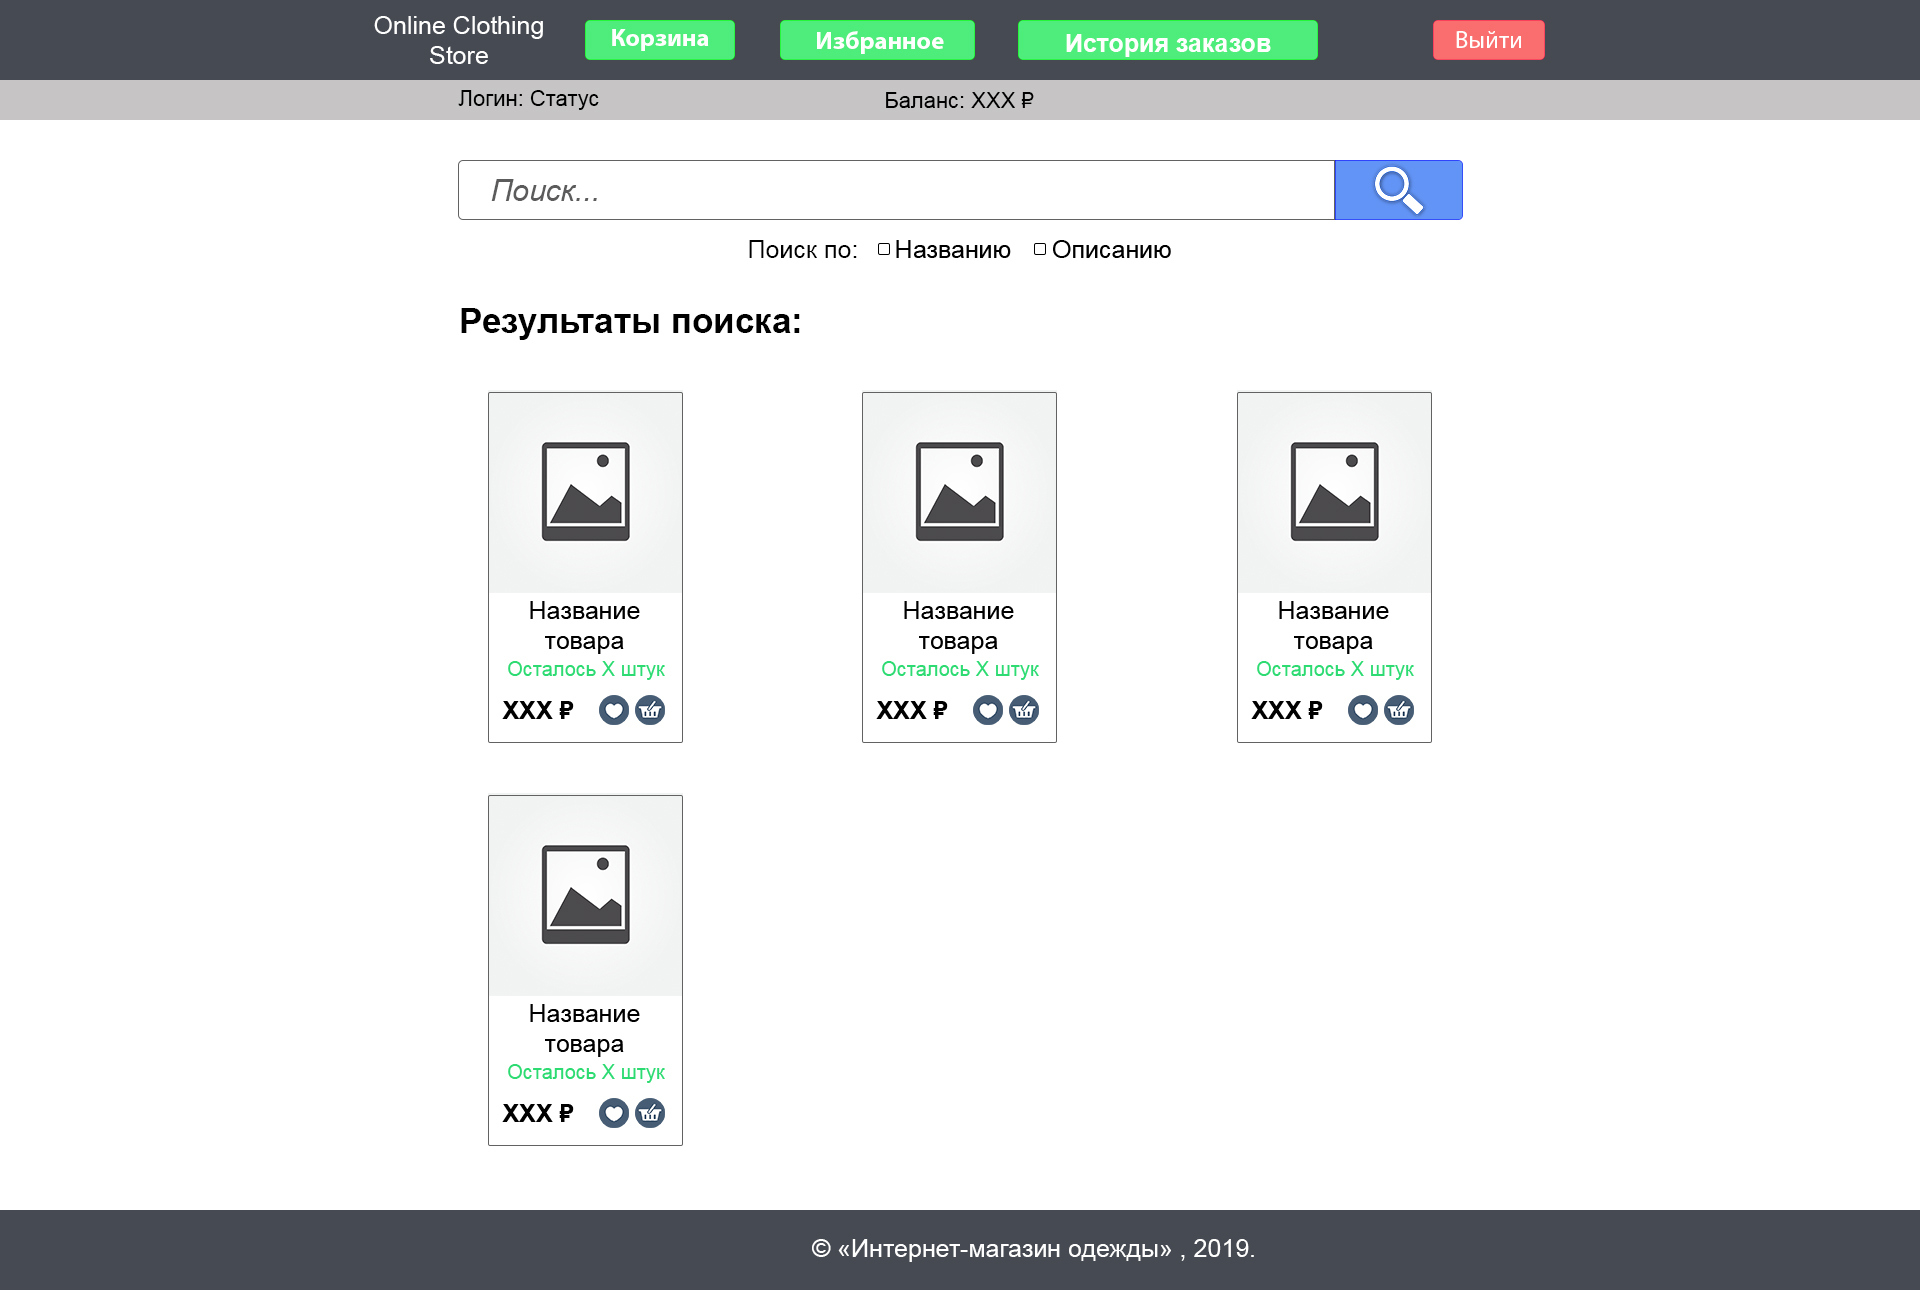 Online Clothing
Store
Корзина
Избранное
История заказов
Выйти
Логин: Статус
Баланс: XXX ₽
Поиск...
Поиск по: Названию Описанию
Результаты поиска:
Название
товара
Осталось X штук
XXX ₽
Название
товара
Осталось X штук
XXX ₽
Название
товара
Осталось X штук
XXX ₽
Название
товара
Осталось X штук
XXX ₽
© «Интернет-магазин одежды» , 2019.